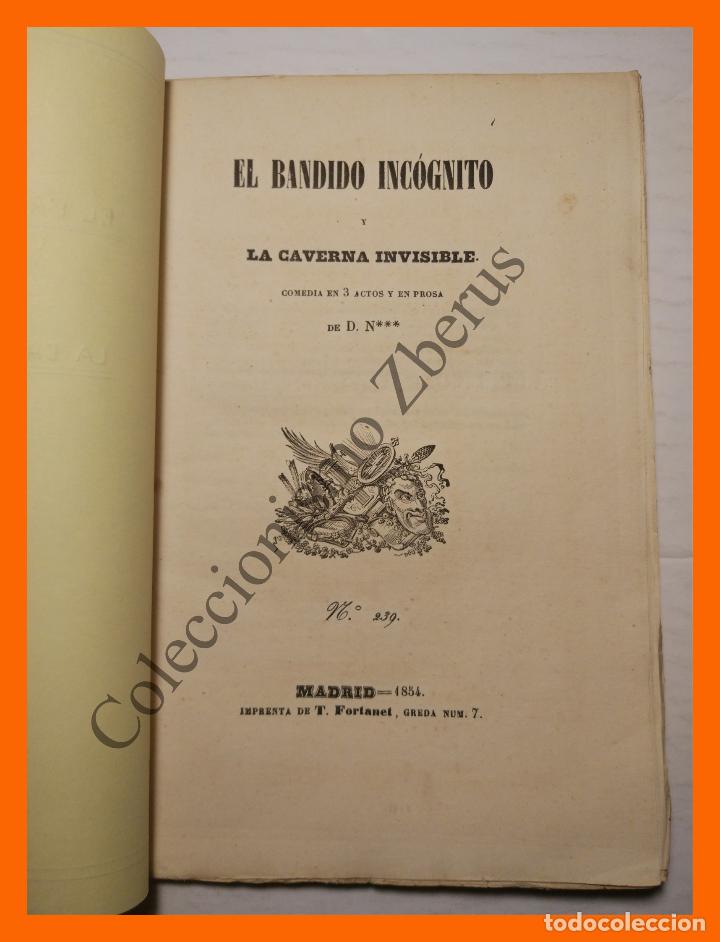 EL BANDIDO INCÓGNITO
Y
LA CAVERNA INVISIBLE.
COMEDIA EN 3 ACTOS Y EN PROSA
DE D. N***
N.° 239.
MADRID=1854.
IMPRENTA DE T. Fortanet, GREDA NUM. 7.
Coleccionismo Zberus
todocoleccion